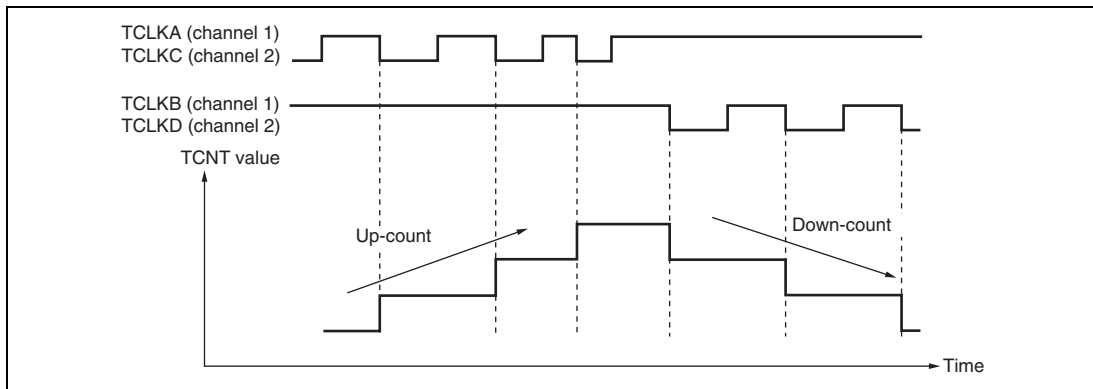 TCLKA (channel 1)
TCLKC (channel 2)
TCLKB (channel 1)
TCLKD (channel 2)
TCNT value
Up-count
Down-count
Time